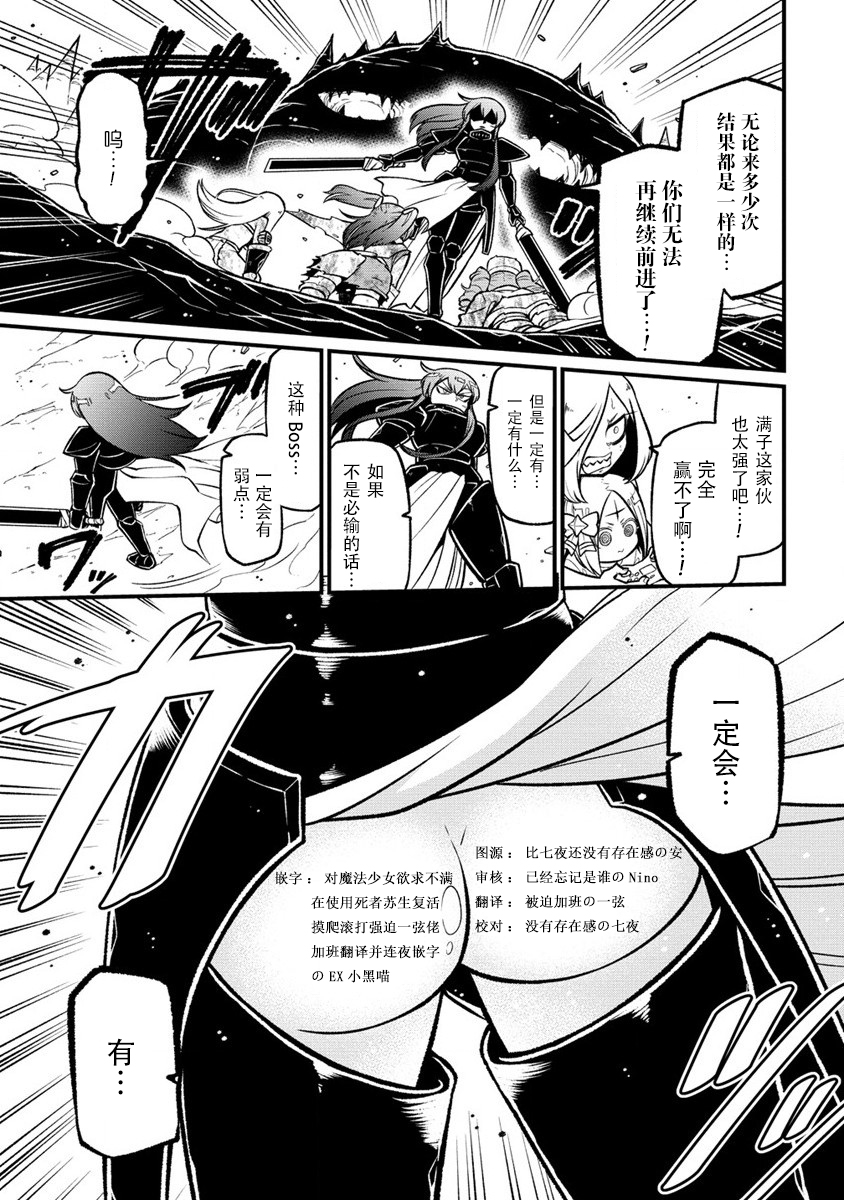 无论来多少次
结果都是一样的…
你们无法
再继续前进了…!
呜…!
满子这家伙
也太强了吧…!
完全
赢不了啊…!
但是一定有…
一定有什么…
如果
不是必输的话…
这种 Boss…
一定会有
弱点…
一定会…
图源： 比七夜还没有存在感の安
审核： 已经忘记是谁の Nino
翻译： 被迫加班の一弦
校对： 没有存在感の七夜
嵌字： 对魔法少女欲求不满
在使用死者苏生复活
摸爬滚打强迫一弦佬
加班翻译并连夜嵌字
の EX 小黑喵
有…